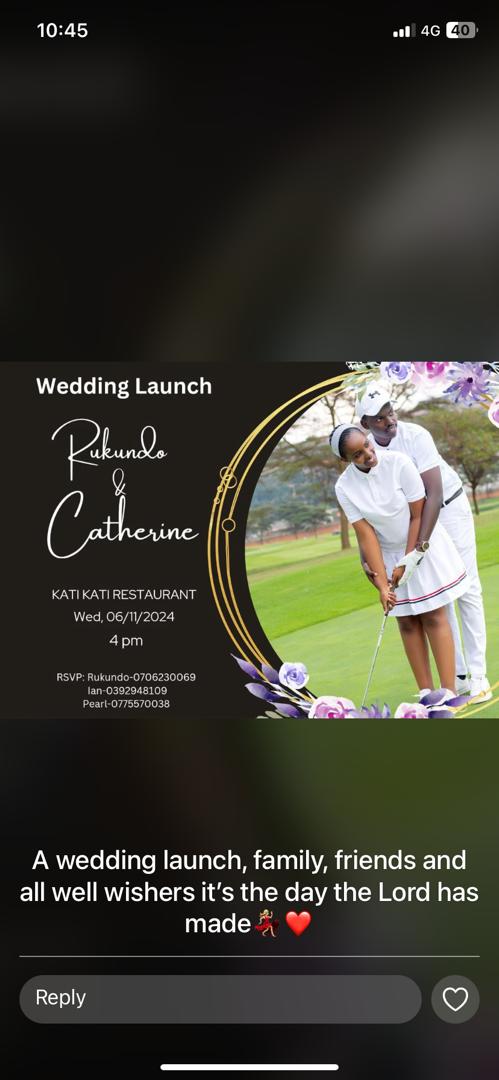 10:45
4G 40
Wedding Launch
Rukundo
&
Catherine
KATI KATI RESTAURANT
Wed, 06/11/2024
4 pm
RSVP: Rukundo-0706230069
Ian-0392948109
Pearl-0775570038
A wedding launch, family, friends and
all well wishers it’s the day the Lord has
made💃❤️
Reply